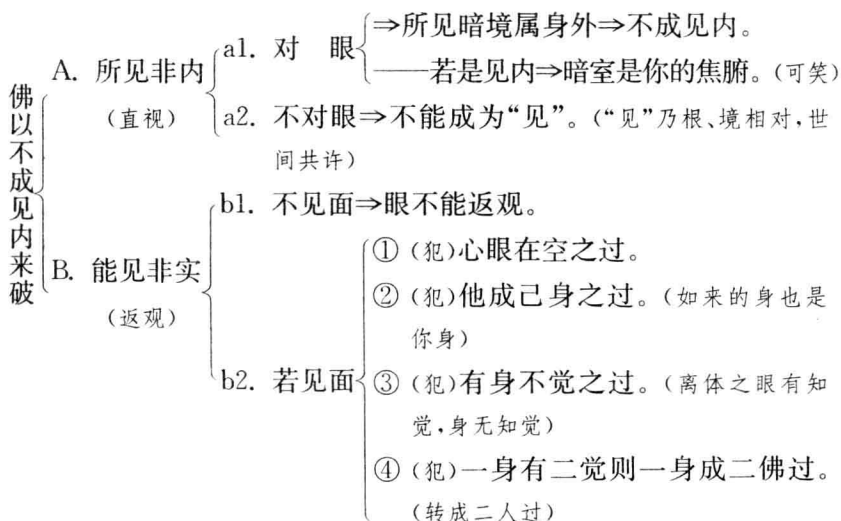 佛以不成见内来破
A. 所见非内
(直视)
a1. 对 眼
⇒所见暗境属身外⇒不成见内。
——若是见内⇒暗室是你的焦腑。(可笑)
a2. 不对眼⇒不能成为“见”。(“见”乃根、境相对,世
间共许)
B. 能见非实
(返观)
b1. 不见面⇒眼不能返观。
b2. 若见面
①(犯)心眼在空之过。
②(犯)他成己身之过。(如来的身也是
你身)
③(犯)有身不觉之过。(离体之眼有知
觉,身无知觉)
④(犯)一身有二觉则一身成二佛过。
(转成二人过)